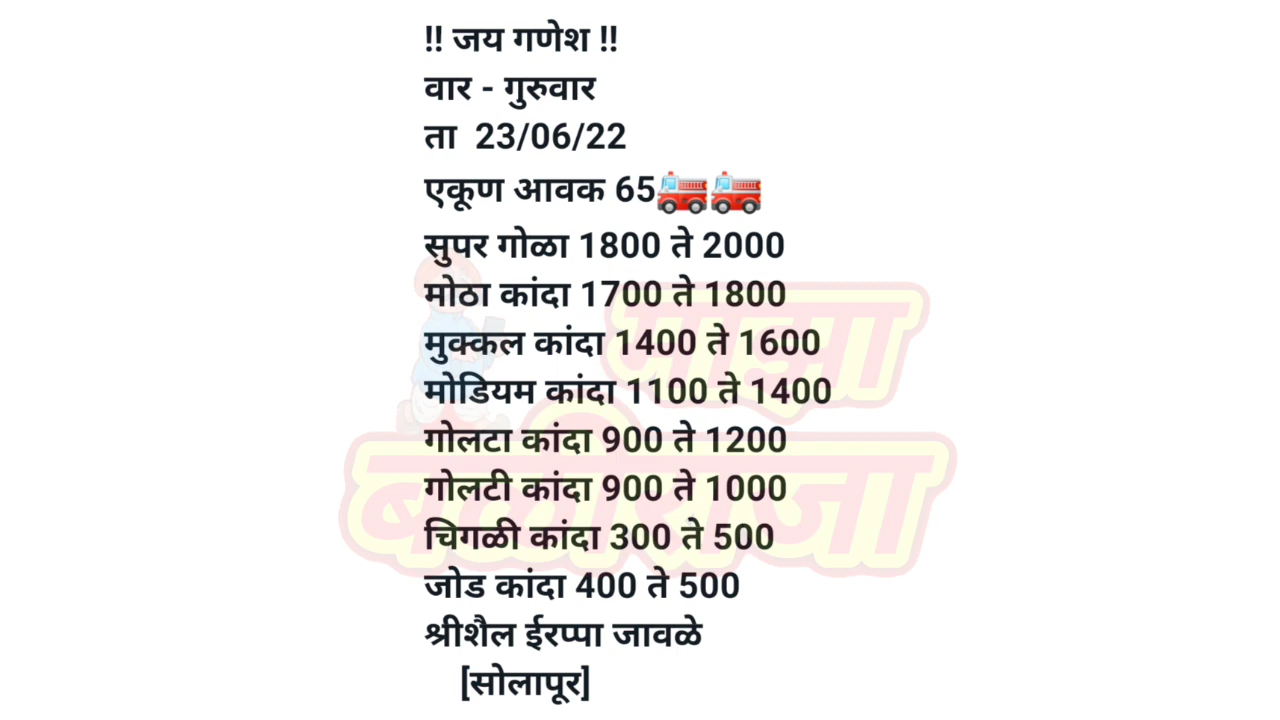 !! जय गणेश !!
वार - गुरुवार
ता 23/06/22
एकूण आवक 65🚒🚒
सुपर गोळा 1800 ते 2000
मोठा कांदा 1700 ते 1800
मुक्कल कांदा 1400 ते 1600
मोडियम कांदा 1100 ते 1400
गोलटा कांदा 900 ते 1200
गोलटी कांदा 900 ते 1000
चिगळी कांदा 300 ते 500
जोड कांदा 400 ते 500
श्रीशैल ईरप्पा जावळे
[सोलापूर]
माझा
बळीराजा